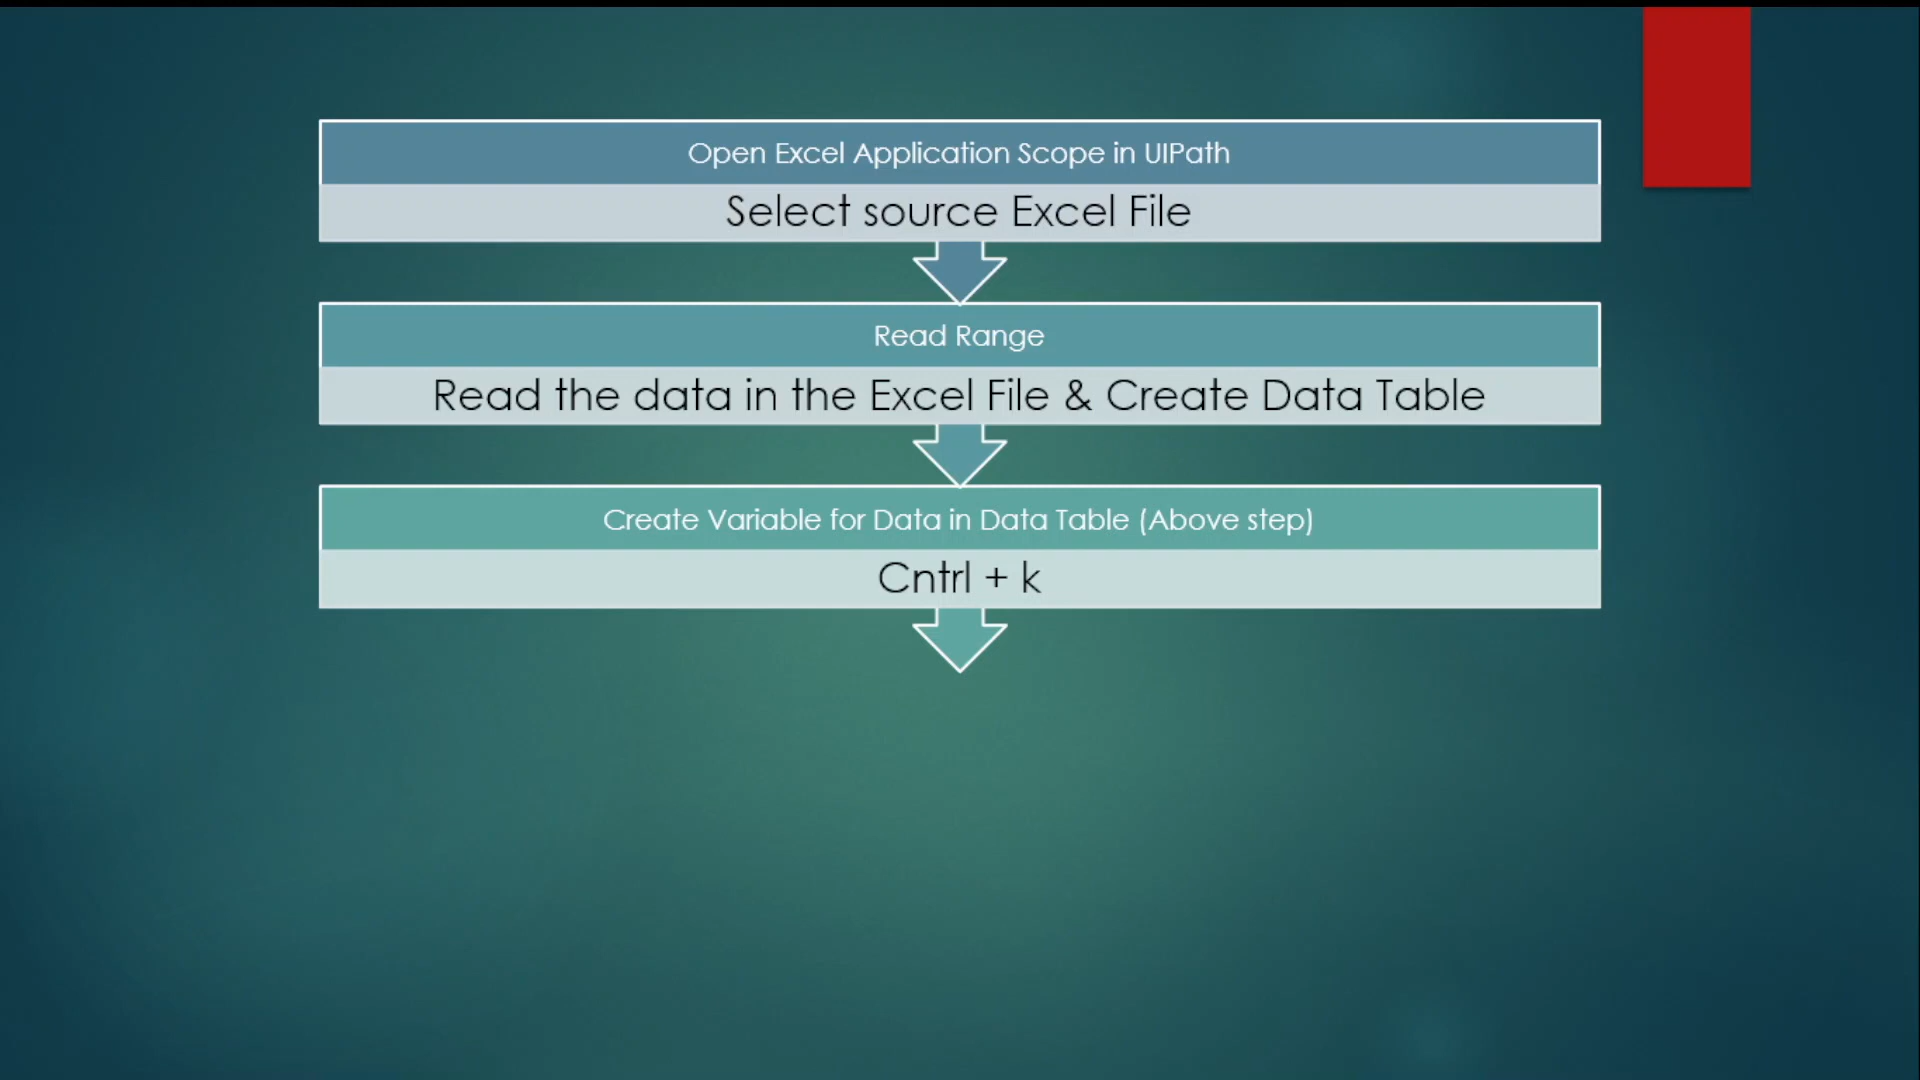 Open Excel Application Scope in UIPath
Select source Excel File
Read Range
Read the data in the Excel File & Create Data Table
Create Variable for Data in Data Table (Above step)
Cntrl + k